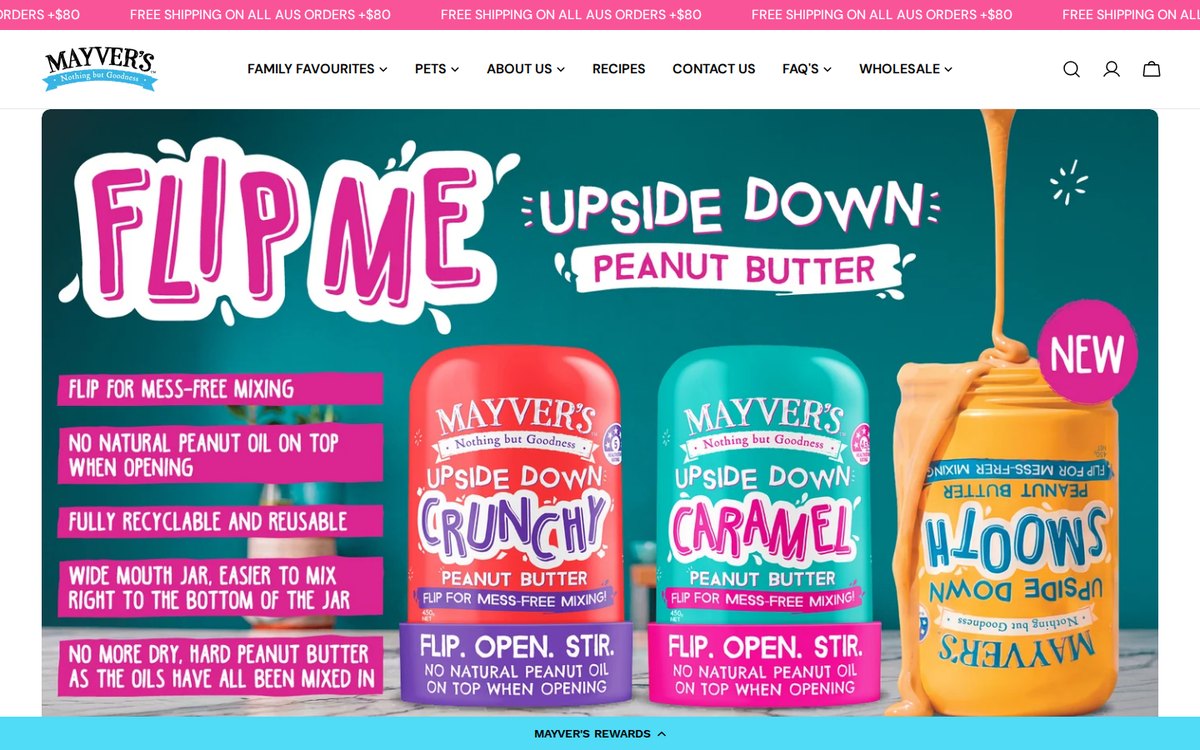 ORDERS +$80
FREE SHIPPING ON ALL AUS ORDERS +$80
FREE SHIPPING ON ALL AUS ORDERS +$80
FREE SHIPPING ON ALL AUS ORDERS +$80
FREE SHIPPING ON ALL
MAYVER'S
Nothing but Goodness
FAMILY FAVOURITES
PETS
ABOUT US
RECIPES
CONTACT US
FAQ'S
WHOLESALE
FLIP ME
UPSIDE DOWN
PEANUT BUTTER
NEW
FLIP FOR MESS-FREE MIXING
NO NATURAL PEANUT OIL ON TOP
WHEN OPENING
FULLY RECYCLABLE AND REUSABLE
WIDE MOUTH JAR, EASIER TO MIX
RIGHT TO THE BOTTOM OF THE JAR
NO MORE DRY, HARD PEANUT BUTTER
AS THE OILS HAVE ALL BEEN MIXED IN
MAYVER'S
Nothing but Goodness
UPSIDE DOWN
CRUNCHY
PEANUT BUTTER
FLIP FOR MESS-FREE MIXING!
450g
NET
FLIP. OPEN. STIR.
NO NATURAL PEANUT OIL
ON TOP WHEN OPENING
MAYVER'S
Nothing but Goodness
UPSIDE DOWN
CARAMEL
PEANUT BUTTER
FLIP FOR MESS-FREE MIXING!
450g
NET
FLIP. OPEN. STIR.
NO NATURAL PEANUT OIL
ON TOP WHEN OPENING
MAYVER'S
Nothing but Goodness
UPSIDE DOWN
SMOOTH
PEANUT BUTTER
FLIP FOR MESS-FREE MIXING
450g
NET
MAYVER'S REWARDS